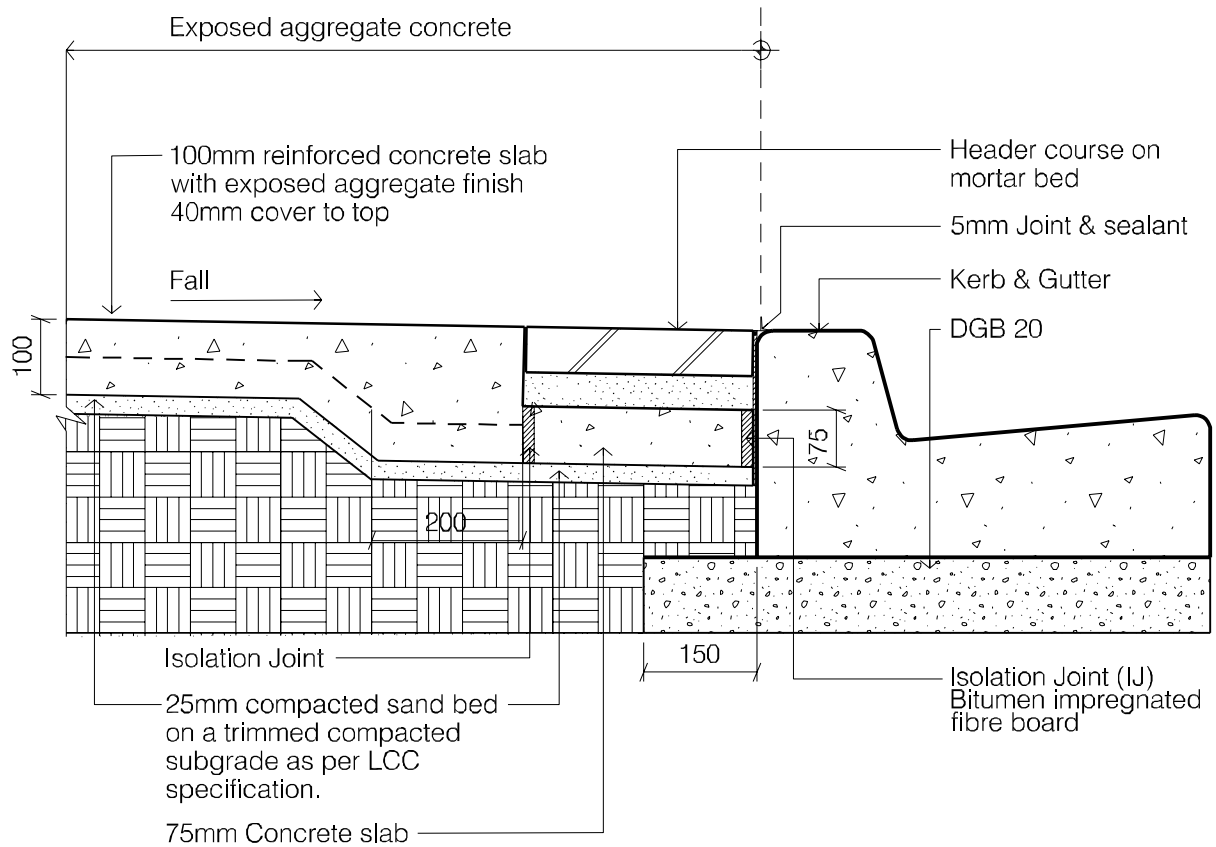 Exposed aggregate concrete
100mm reinforced concrete slab
with exposed aggregate finish
40mm cover to top
Header course on
mortar bed
5mm Joint & sealant
Fall
Kerb & Gutter
DGB 20
100
75
200
Isolation Joint
150
Isolation Joint (IJ)
Bitumen impregnated
fibre board
25mm compacted sand bed
on a trimmed compacted
subgrade as per LCC
specification.
75mm Concrete slab